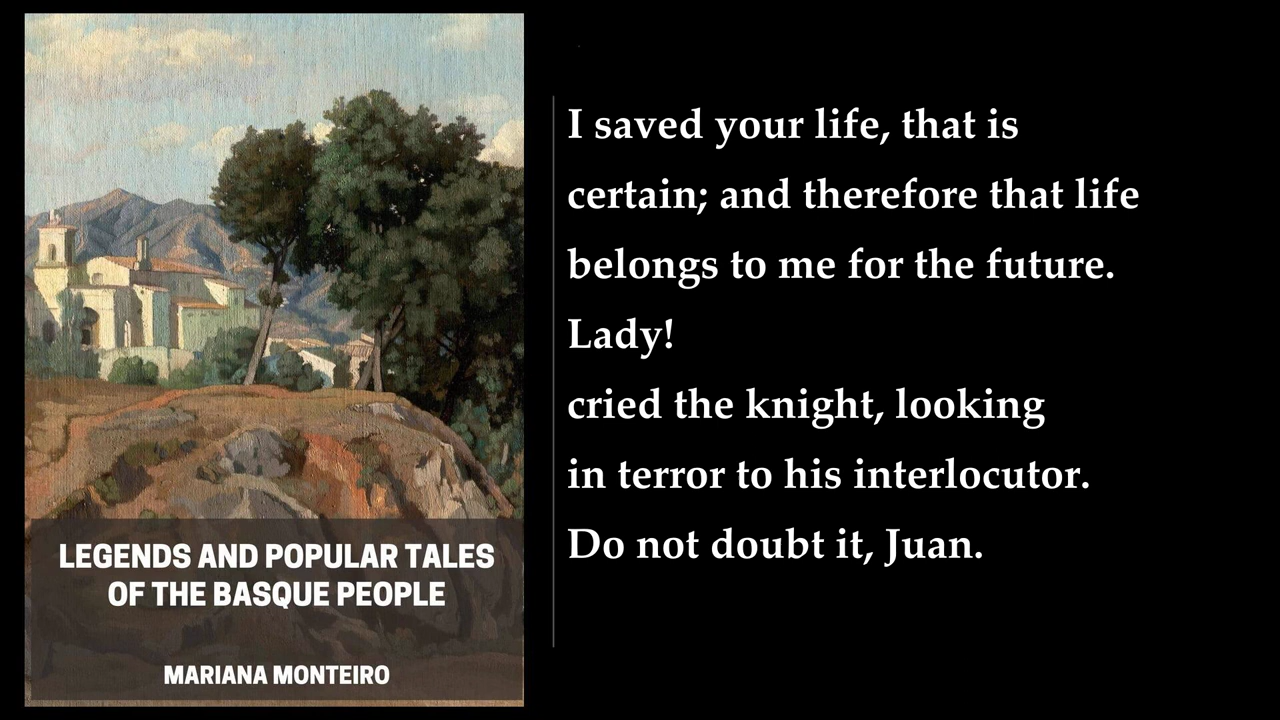 LEGENDS AND POPULAR TALES
OF THE BASQUE PEOPLE
MARIANA MONTEIRO
I saved your life, that is
certain; and therefore that life
belongs to me for the future.
Lady!
cried the knight, looking
in terror to his interlocutor.
Do not doubt it, Juan.